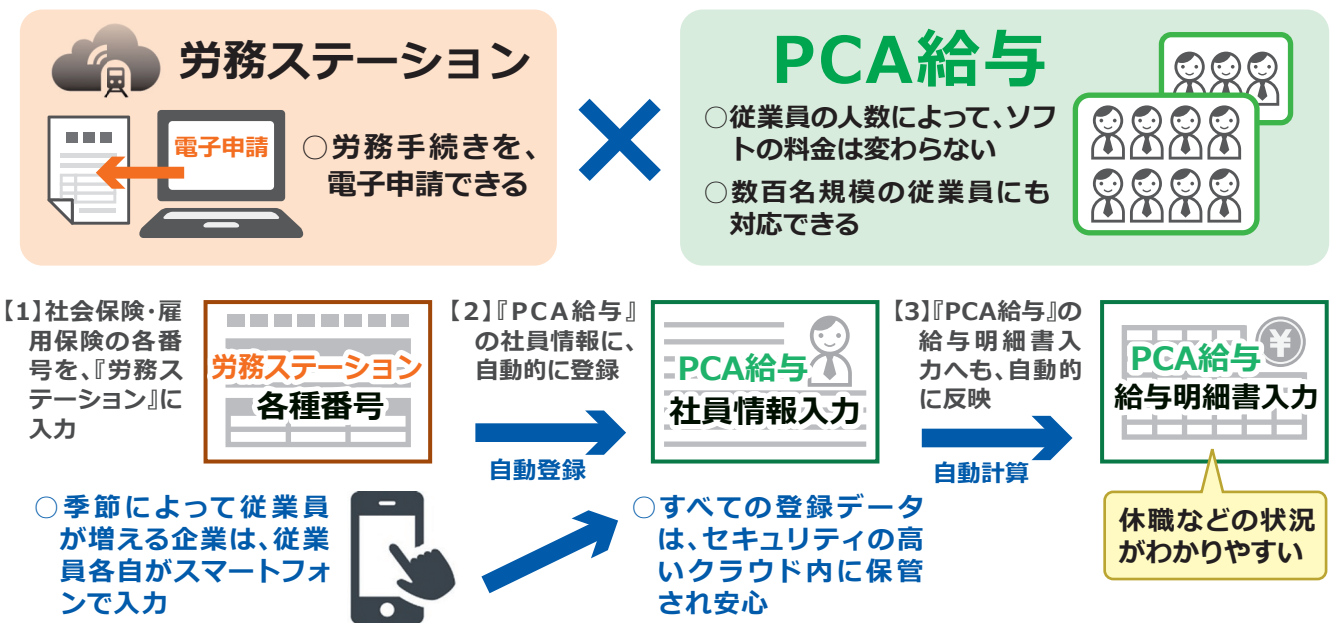 労務ステーション
電子申請
○労務手続きを、
電子申請できる
PCA給与
○従業員の人数によって、ソフ
トの料金は変わらない
○数百名規模の従業員にも
対応できる
【1】社会保険・雇
用保険の各番
号を、『労務ス
テーション』に
入力
労務ステーション
各種番号
【2】『PCA給与』
の社員情報に、
自動的に登録
自動登録
PCA給与
社員情報入力
【3】『PCA給与』の
給与明細書入
力へも、自動的
に反映
自動計算
¥
PCA給与
給与明細書入力
休職などの状況
がわかりやすい
○季節によって従業員
が増える企業は、従業
員各自がスマートフォ
ンで入力
○すべての登録データ
は、セキュリティの高
いクラウド内に保管
され安心